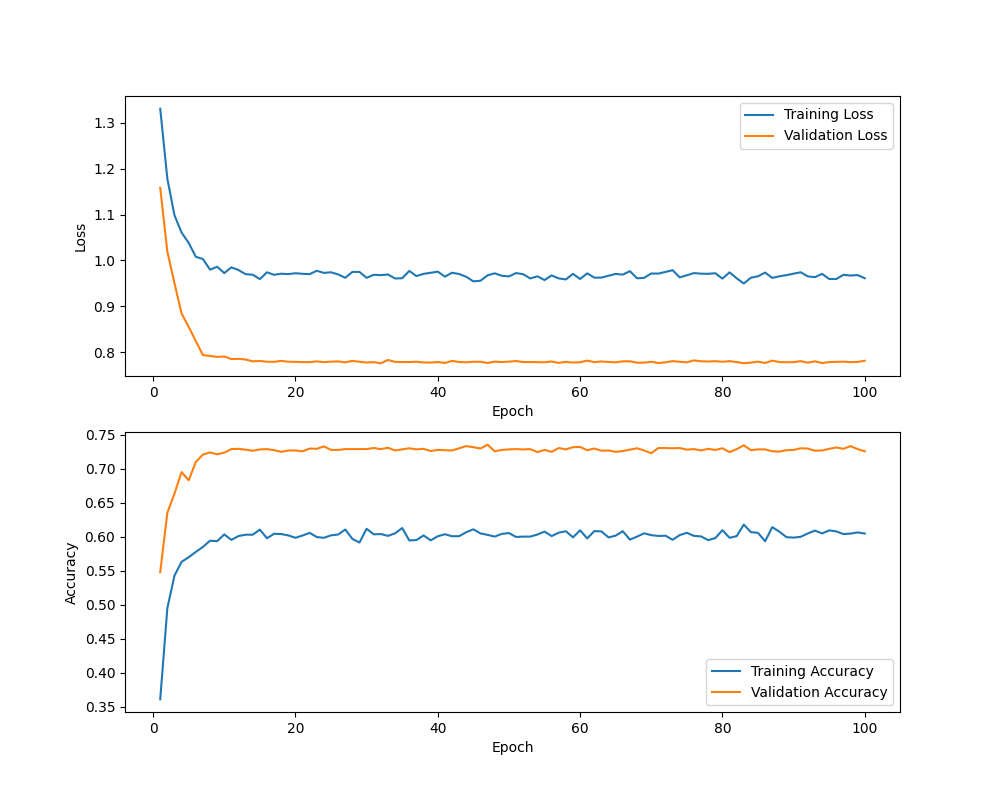 1.3
1.2
1.1
1.0
0.9
0.8
Loss
Training Loss
Validation Loss
0 20 40 60 80 100
Epoch
0.75
0.70
0.65
0.60
0.55
0.50
0.45
0.40
0.35
Accuracy
Training Accuracy
Validation Accuracy
0 20 40 60 80 100
Epoch